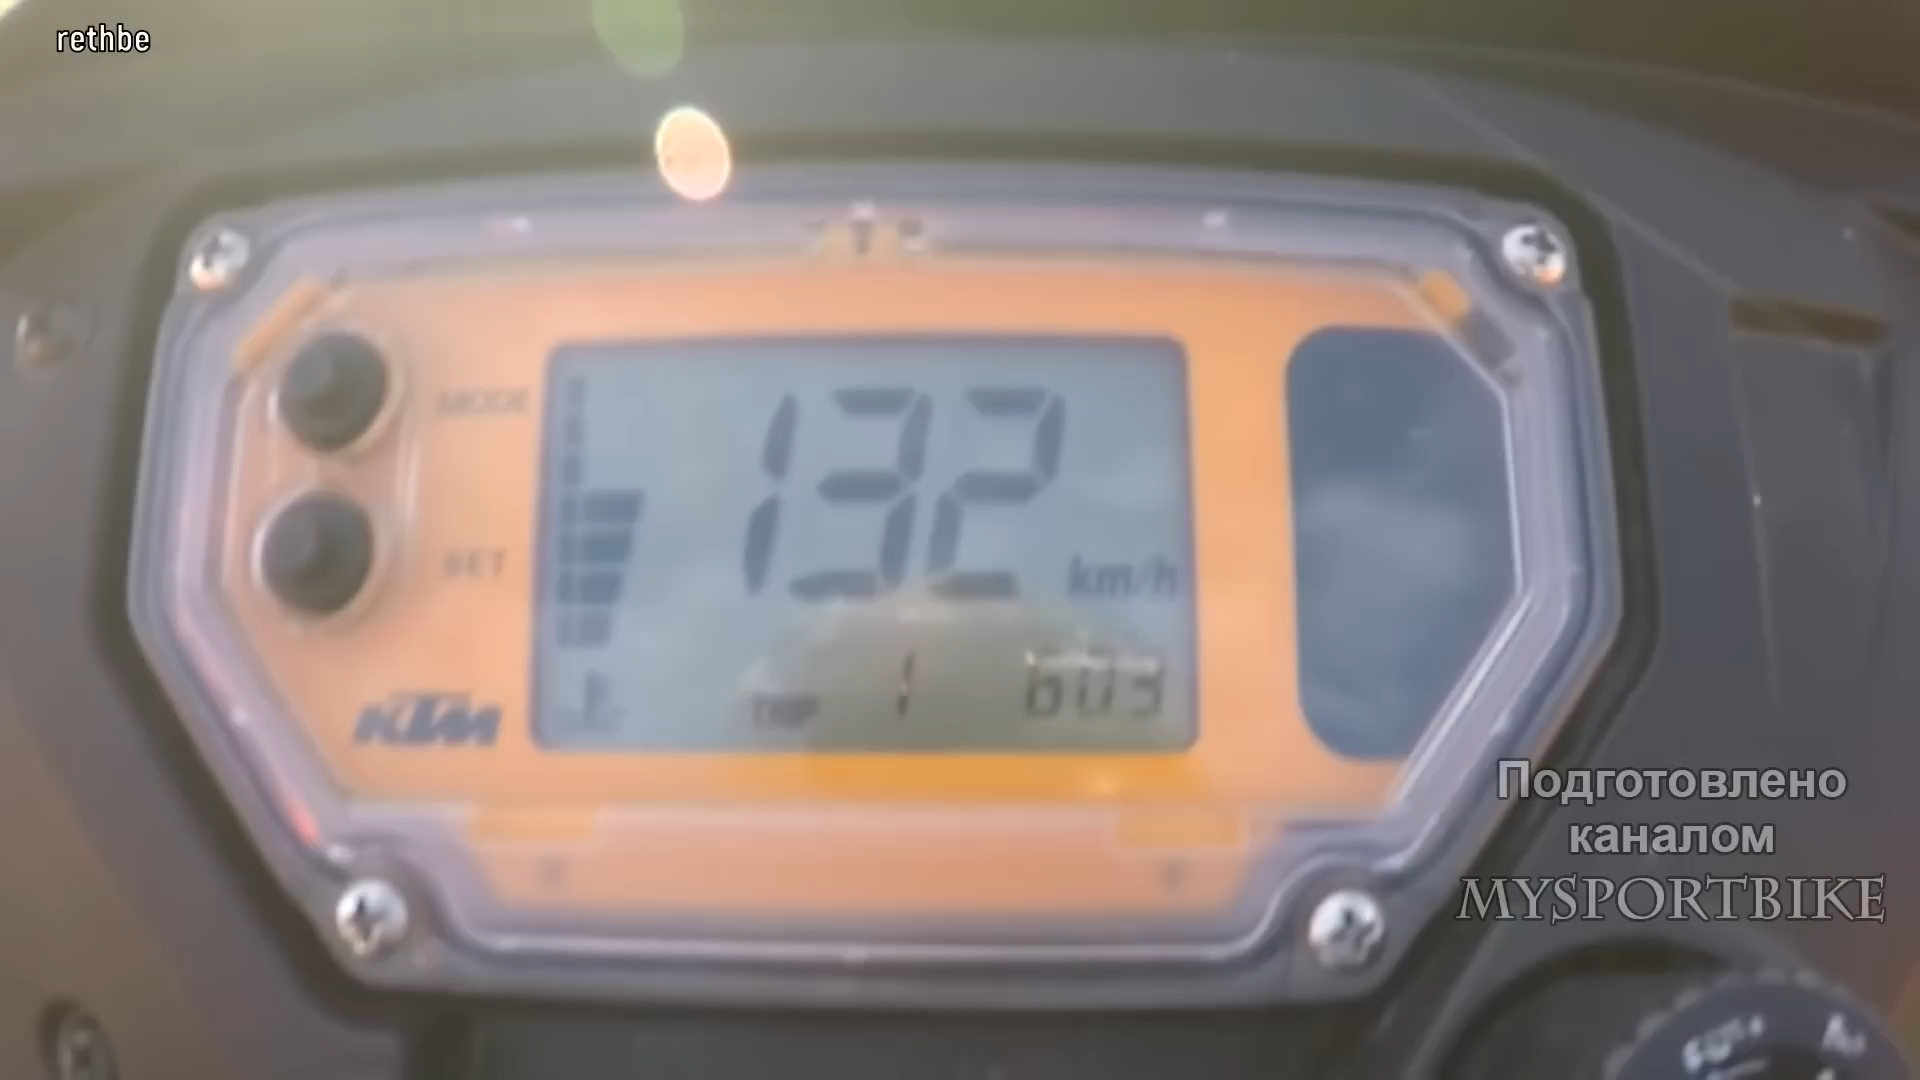 rethbe
MODE
132
km/h
SET
TRIP 1 603
KTM
Подготовлено
каналом
MYSPORTBIKE